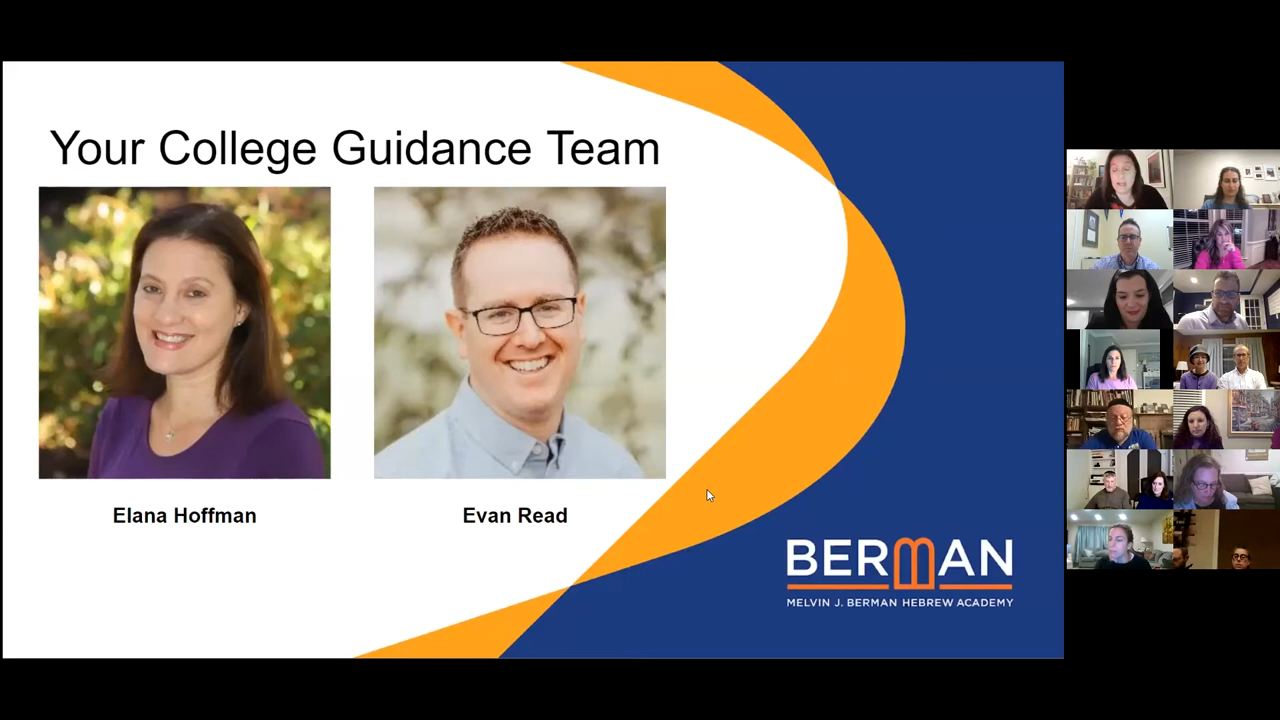 Your College Guidance Team
Elana Hoffman
Evan Read
BERMAN
MELVIN J. BERMAN HEBREW ACADEMY